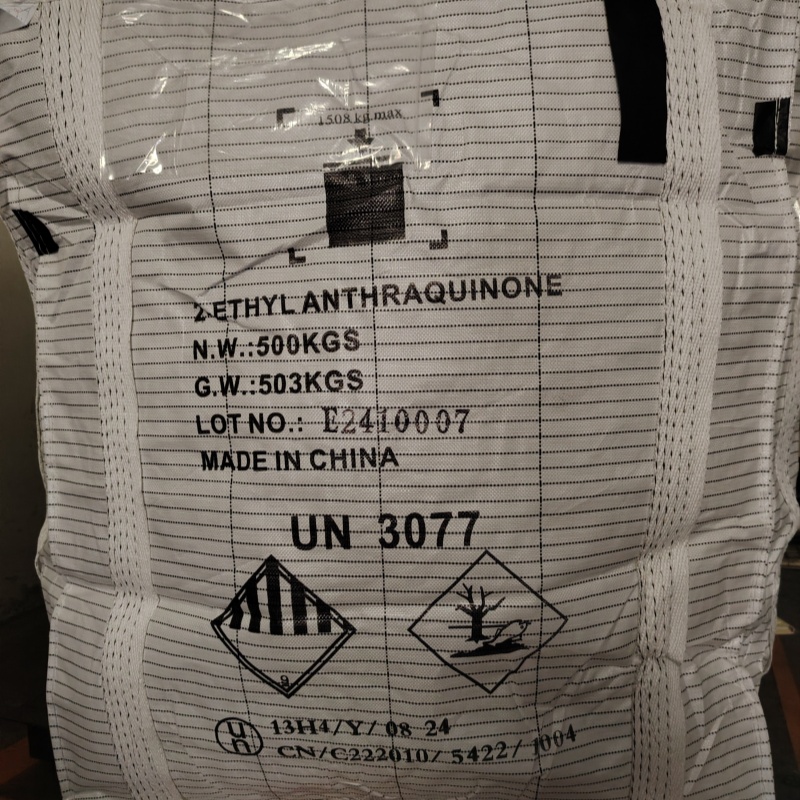 1508 kg max
2-ETHYL ANTHRAQUINONE
N.W.:500KGS
G.W.:503KGS
LOT NO.: E2410007
MADE IN CHINA
UN 3077
9
un 13H4/Y/ 08 24
CN/C222010/ 5422/ 1004